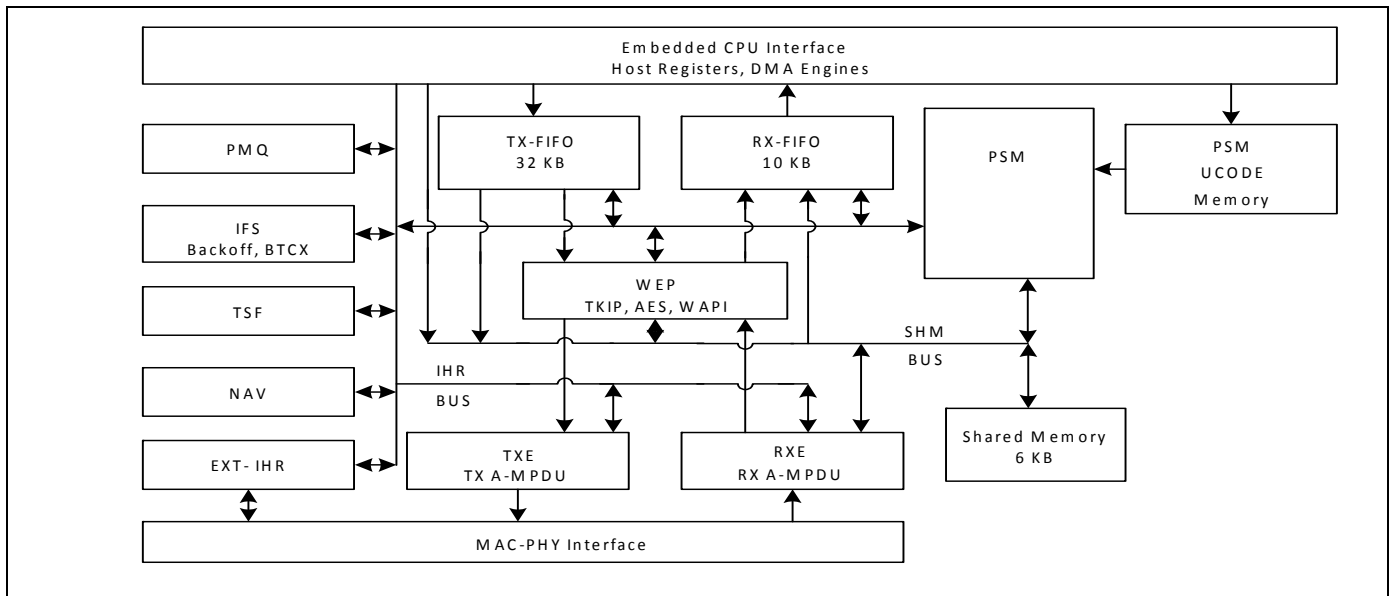 Embedded CPU Interface
Host Registers, DMA Engines
PMQ
TX-FIFO
32 KB
RX-FIFO
10 KB
PSM
PSM
UCODE
Memory
IFS
Backoff, BTCX
WEP
TKIP, AES, WAPI
TSF
SHM
BUS
IHR
BUS
NAV
EXT- IHR
TXE
TX A-MPDU
RXE
RX A-MPDU
Shared Memory
6 KB
MAC-PHY Interface